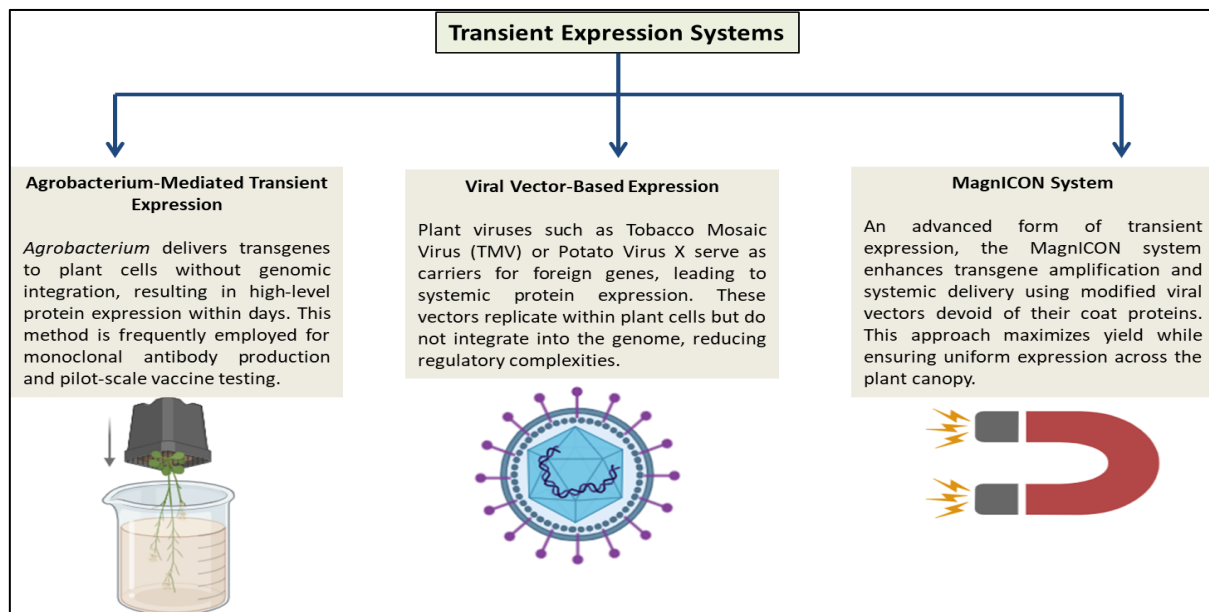 Transient Expression Systems
Agrobacterium-Mediated Transient
Expression
Agrobacterium delivers transgenes
to plant cells without genomic
integration, resulting in high-level
protein expression within days. This
method is frequently employed for
monoclonal antibody production
and pilot-scale vaccine testing.
Viral Vector-Based Expression
Plant viruses such as Tobacco Mosaic
Virus (TMV) or Potato Virus X serve as
carriers for foreign genes, leading to
systemic protein expression. These
vectors replicate within plant cells but do
not integrate into the genome, reducing
regulatory complexities.
MagnICON System
An advanced form of transient
expression, the MagnICON system
enhances transgene amplification and
systemic delivery using modified viral
vectors devoid of their coat proteins.
This approach maximizes yield while
ensuring uniform expression across the
plant canopy.